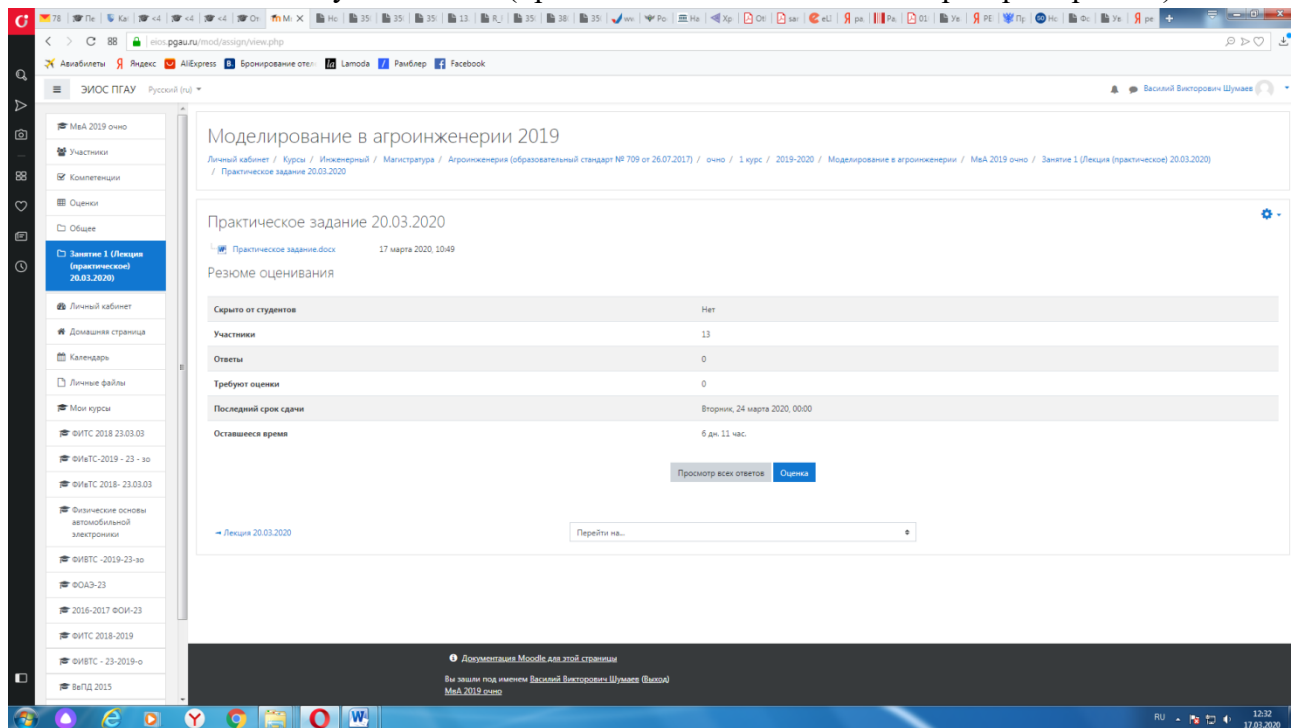 eios.pgau.ru/mod/assign/view.php
Авиабилеты Яндекс AliExpress Бронирование отел Lamoda Рамблер Facebook
ЭИОС ПГАУ Русский (ru) Василий Викторович Шумаев
МвА 2019 очно
Участники
Компетенции
Оценки
Общее
Занятие 1 (Лекция
(практическое)
20.03.2020)
Личный кабинет
Домашняя страница
Календарь
Личные файлы
Мои курсы
ФИТС 2018 23.03.03
ФИвТС-2019 - 23 - зо
ФИвТС 2018- 23.03.03
Физические основы
автомобильной
электроники
ФИВТС -2019-23-зо
ФОАЭ-23
2016-2017 ФОИ-23
ФИТС 2018-2019
ФИВТС - 23-2019-о
ВвПД 2015
Моделирование в агроинженерии 2019
Личный кабинет / Курсы / Инженерный / Магистратура / Агроинженерия (образовательный стандарт № 709 от 26.07.2017) / очно / 1 курс / 2019-2020 / Моделирование в агроинженерии / МвА 2019 очно / Занятие 1 (Лекция (практическое) 20.03.2020)
/ Практическое задание 20.03.2020
Практическое задание 20.03.2020
Практическое задание.docx 17 марта 2020, 10:49
Резюме оценивания
Скрыто от студентов Нет
Участники 13
Ответы 0
Требуют оценки 0
Последний срок сдачи Вторник, 24 марта 2020, 00:00
Оставшееся время 6 дн. 11 час.
Просмотр всех ответов Оценка
→ Лекция 20.03.2020 Перейти на...
Документация Moodle для этой страницы
Вы зашли под именем Василий Викторович Шумаев (Выход)
МвА 2019 очно
RU 12:32
17.03.2020